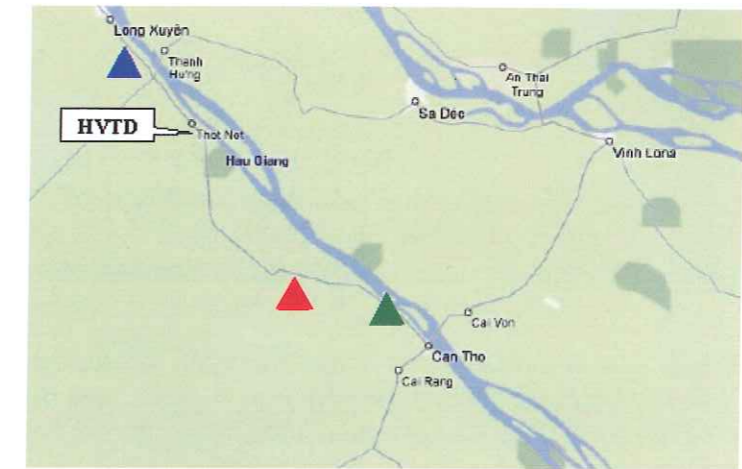 Long Xuyên
Thanh
Hưng
HVTD
Thot Not
Hau Giang
An Thai
Trung
Sa Dec
Vinh Long
Cai Von
Can Tho
Cai Rang